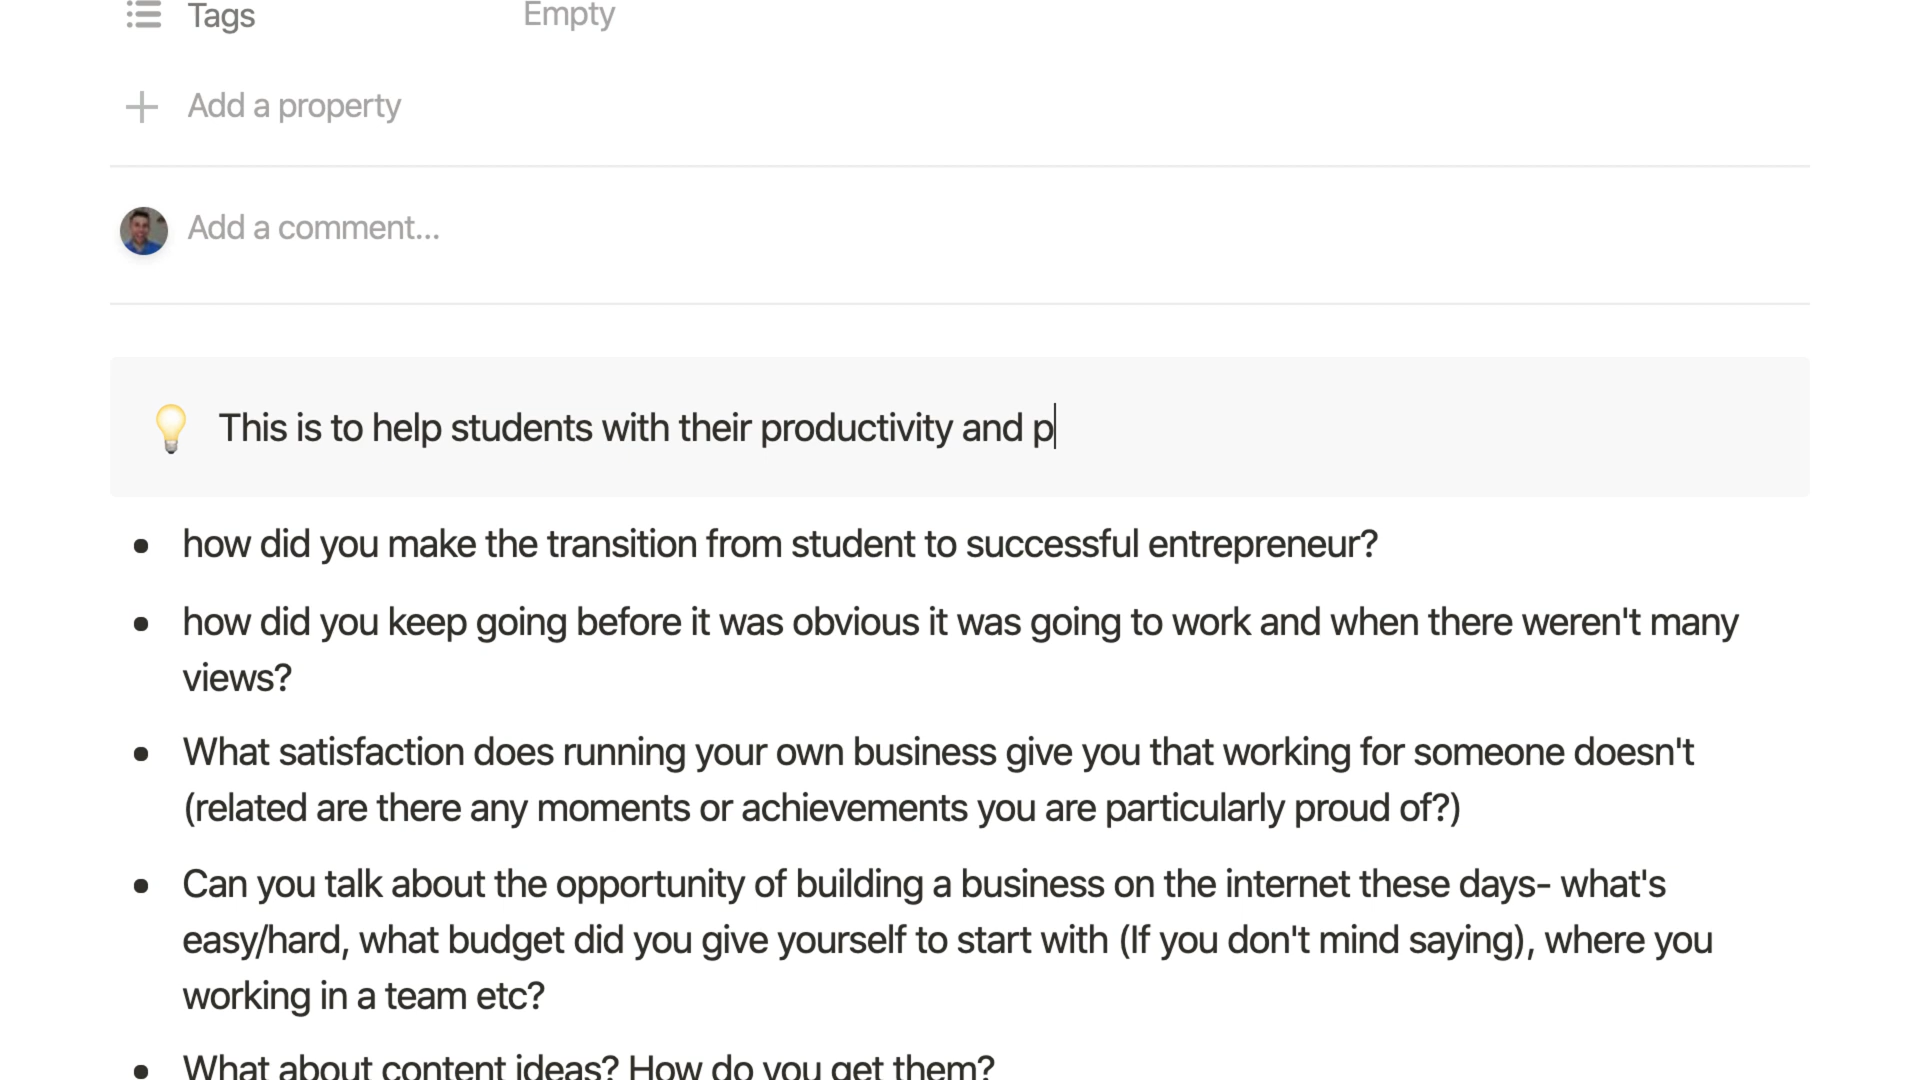 Tags Empty
Add a property
Add a comment...
This is to help students with their productivity and p
how did you make the transition from student to successful entrepreneur?
how did you keep going before it was obvious it was going to work and when there weren't many
views?
What satisfaction does running your own business give you that working for someone doesn't
(related are there any moments or achievements you are particularly proud of?)
Can you talk about the opportunity of building a business on the internet these days- what's
easy/hard, what budget did you give yourself to start with (If you don't mind saying), where you
working in a team etc?
What about content ideas? How do you get them?